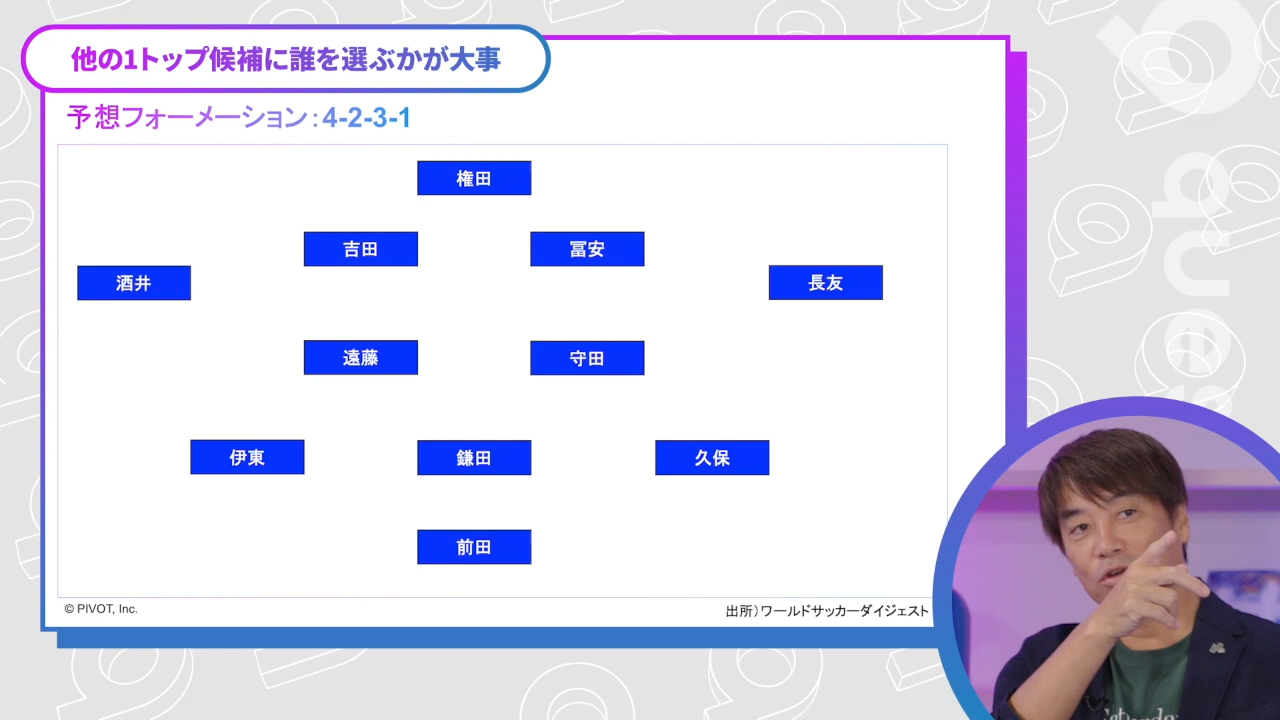 他の1トップ候補に誰を選ぶかが大事
予想フォーメーション：4-2-3-1
権田
吉田
冨安
酒井
長友
遠藤
守田
伊東
鎌田
久保
前田
© PIVOT, Inc.
出所）ワールドサッカーダイジェスト